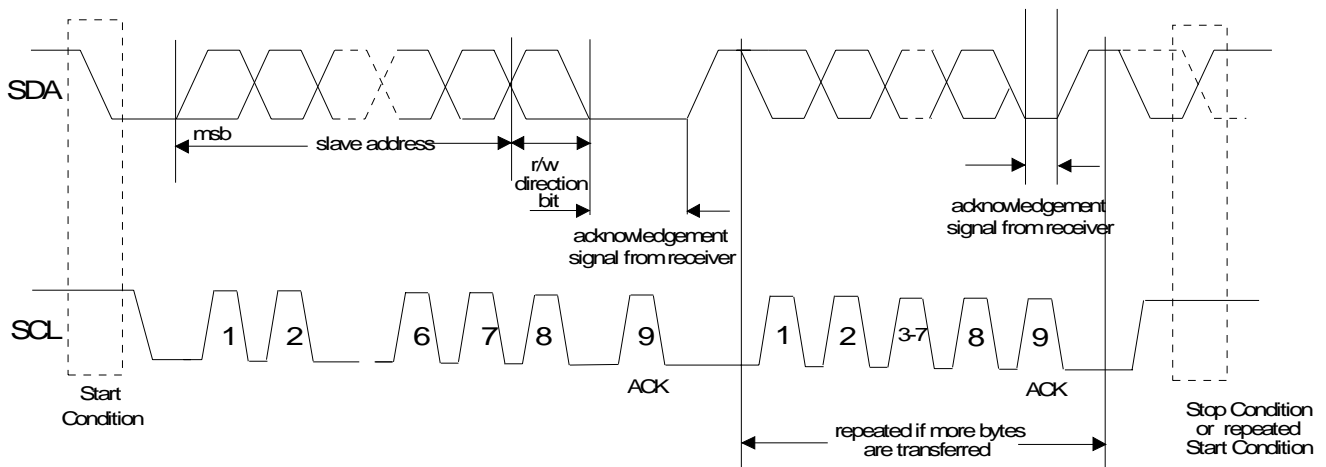 SDA
msb
slave address
r/w
direction
bit
acknowledgement
signal from receiver
acknowledgement
signal from receiver
SCL
1
2
6
7
8
9
1
2
3-7
8
9
ACK
ACK
Start
Condition
Stop Condition
or repeated
Start Condition
repeated if more bytes
are transferred